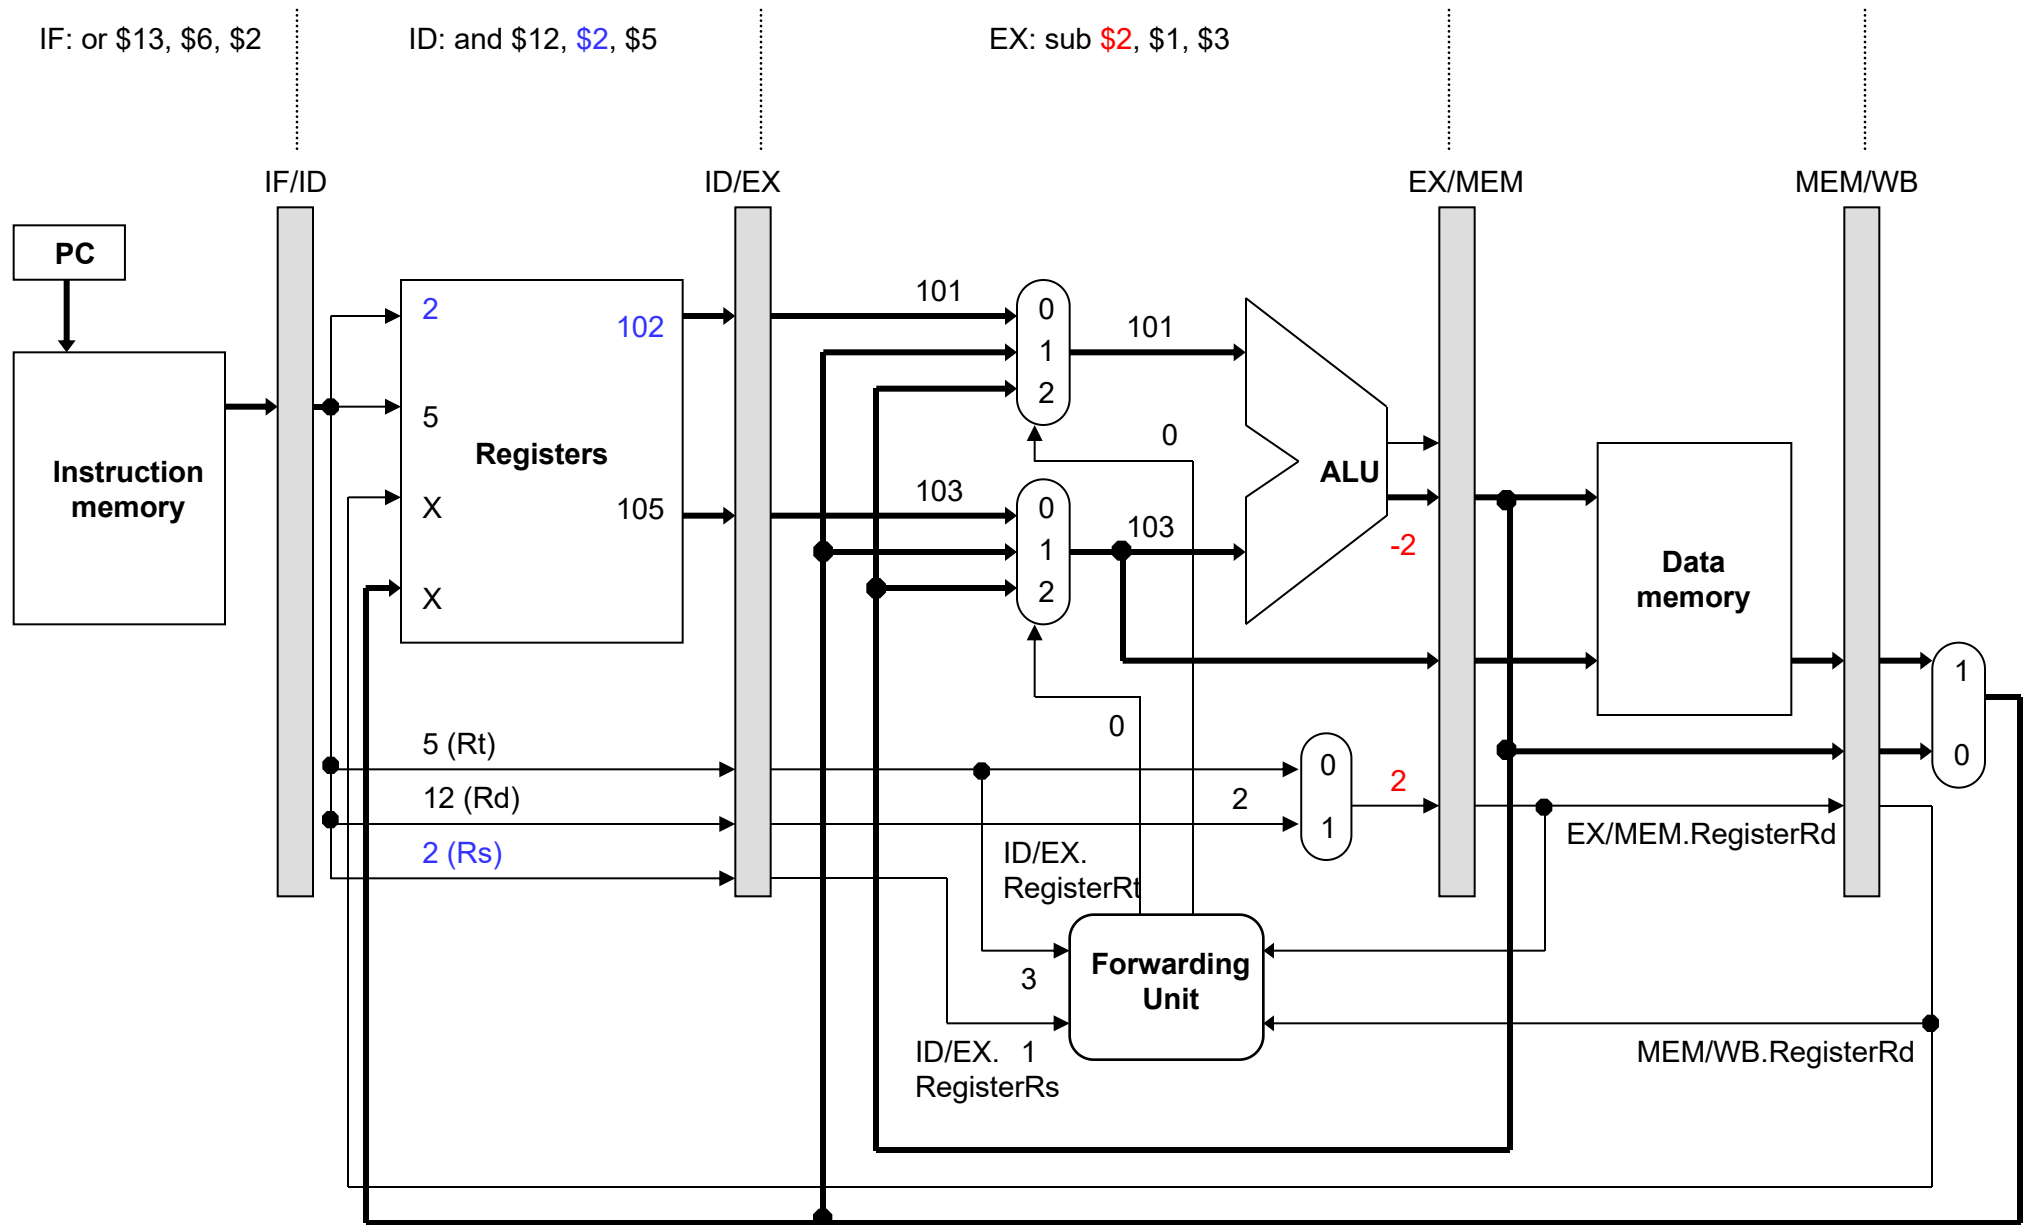 IF: or $13, $6, $2
ID: and $12, $2, $5
EX: sub $2, $1, $3
IF/ID
ID/EX
EX/MEM
MEM/WB
PC
Instruction
memory
2
5
X
X
Registers
102
105
101
103
0
1
2
0
1
2
101
103
0
0
ALU
-2
Data
memory
1
0
5 (Rt)
12 (Rd)
2 (Rs)
2
0
1
2
EX/MEM.RegisterRd
ID/EX.
RegisterRt
3
Forwarding
Unit
ID/EX. 1
RegisterRs
MEM/WB.RegisterRd